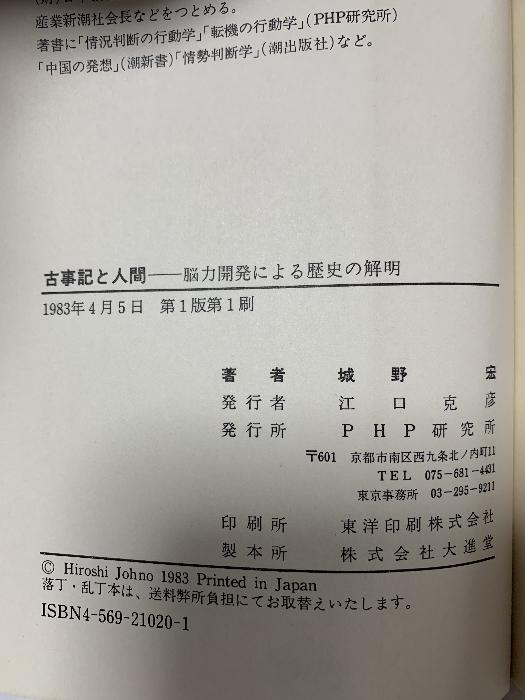 産業新潮社会長などをつとめる。
著書に「情況判断の行動学」「転機の行動学」(PHP研究所)
「中国の発想」(潮新書)「情勢判断学」(潮出版社)など。
古事記と人間――脳力開発による歴史の解明
1983年4月5日 第1版第1刷
著者 城野宏
発行者 江口克彦
発行所 PHP研究所
〒601 京都市南区西九条北ノ内町11
TEL 075-681-4431
東京事務所 03-295-9211
印刷所 東洋印刷株式会社
製本所 株式会社大進堂
© Hiroshi Johno 1983 Printed in Japan
落丁・乱丁本は、送料弊所負担にてお取替えいたします。
ISBN4-569-21020-1